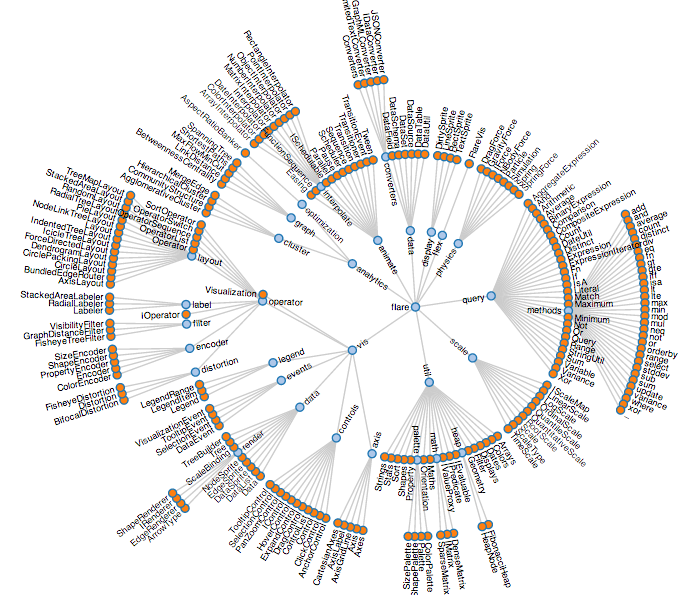 flare
analytics
cluster
AgglomerativeCluster
CommunityStructure
HierarchicalCluster
MergeEdge
graph
BetweennessCentrality
LinkDistance
MaxFlowMinCut
ShortestPaths
SpanningTree
optimization
AspectRatioBanker
animate
Easing
FunctionSequence
interpolate
ArrayInterpolator
ColorInterpolator
DateInterpolator
Interpolator
MatrixInterpolator
NumberInterpolator
ObjectInterpolator
PointInterpolator
RectangleInterpolator
ISchedulable
Parallel
Pause
Scheduler
Sequence
Transition
Transitioner
TransitionEvent
Tween
data
converters
Converters
DelimitedTextConverter
GraphMLConverter
IDataConverter
JSONConverter
DataField
DataSchema
DataSet
DataSource
DataTable
DataUtil
display
DirtySprite
LineSprite
RectSprite
TextSprite
flex
FlareVis
physics
DragForce
GravityForce
IForce
NBodyForce
Particle
Simulation
Spring
SpringForce
query
AggregateExpression
And
Arithmetic
Average
BinaryExpression
Comparison
CompositeExpression
Count
DateUtil
Distinct
Expression
ExpressionIterator
Fn
If
IsA
Literal
Match
Maximum
methods
add
and
average
count
distinct
div
eq
fn
gt
gte
iff
isa
lt
lte
max
min
mod
mul
neq
not
or
orderby
range
select
stddev
sub
sum
update
variance
where
xor
_
Minimum
Not
Or
Query
Range
StringUtil
Sum
Variable
Variance
Xor
scale
IScaleMap
LinearScale
LogScale
OrdinalScale
QuantileScale
QuantitativeScale
RootScale
Scale
ScaleType
TimeScale
util
Arrays
Colors
Dates
Displays
Filter
Geometry
heap
FibonacciHeap
HeapNode
IEvaluable
IPredicate
IValueProxy
math
DenseMatrix
IMatrix
SparseMatrix
Maths
Orientation
palette
ColorPalette
Palette
ShapePalette
SizePalette
Property
Shapes
Sort
Stats
Strings
vis
axis
Axes
Axis
AxisGridLine
AxisLabel
CartesianAxes
controls
AnchorControl
ClickControl
Control
ControlList
DragControl
ExpandControl
HoverControl
IControl
PanZoomControl
SelectionControl
TooltipControl
data
Data
DataList
DataSprite
EdgeSprite
NodeSprite
render
ArrowType
EdgeRenderer
IRenderer
ShapeRenderer
ScaleBinding
Tree
TreeBuilder
events
DataEvent
SelectionEvent
TooltipEvent
VisualizationEvent
legend
Legend
LegendItem
LegendRange
operator
distortion
BifocalDistortion
Distortion
FisheyeDistortion
encoder
ColorEncoder
Encoder
PropertyEncoder
ShapeEncoder
SizeEncoder
filter
FisheyeTreeFilter
GraphDistanceFilter
VisibilityFilter
IOperator
label
Labeler
RadialLabeler
StackedAreaLabeler
layout
AxisLayout
BundledEdgeRouter
CircleLayout
CirclePackingLayout
DendrogramLayout
ForceDirectedLayout
IcicleTreeLayout
IndentedTreeLayout
Layout
NodeLinkTreeLayout
PieLayout
RadialTreeLayout
RandomLayout
StackedAreaLayout
TreeMapLayout
Operator
OperatorList
OperatorSequence
OperatorSwitch
SortOperator
Visualization